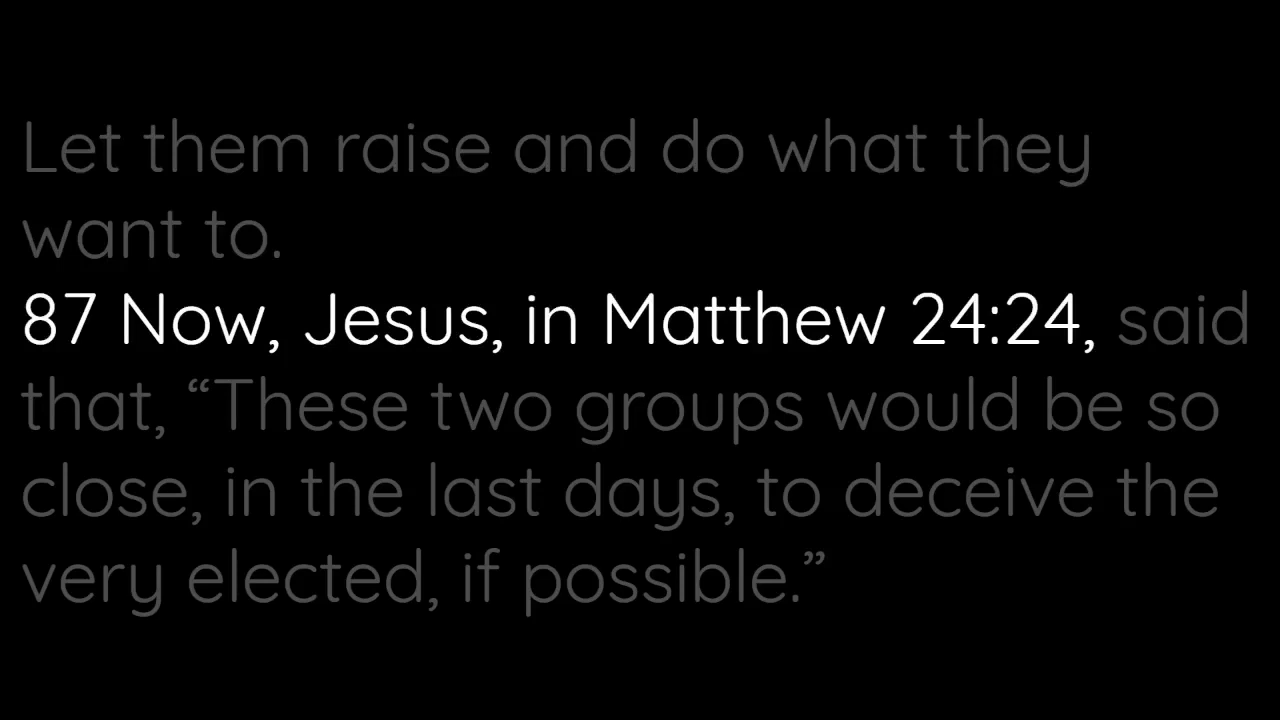 Let them raise and do what they
want to.
87 Now, Jesus, in Matthew 24:24, said
that, “These two groups would be so
close, in the last days, to deceive the
very elected, if possible.”